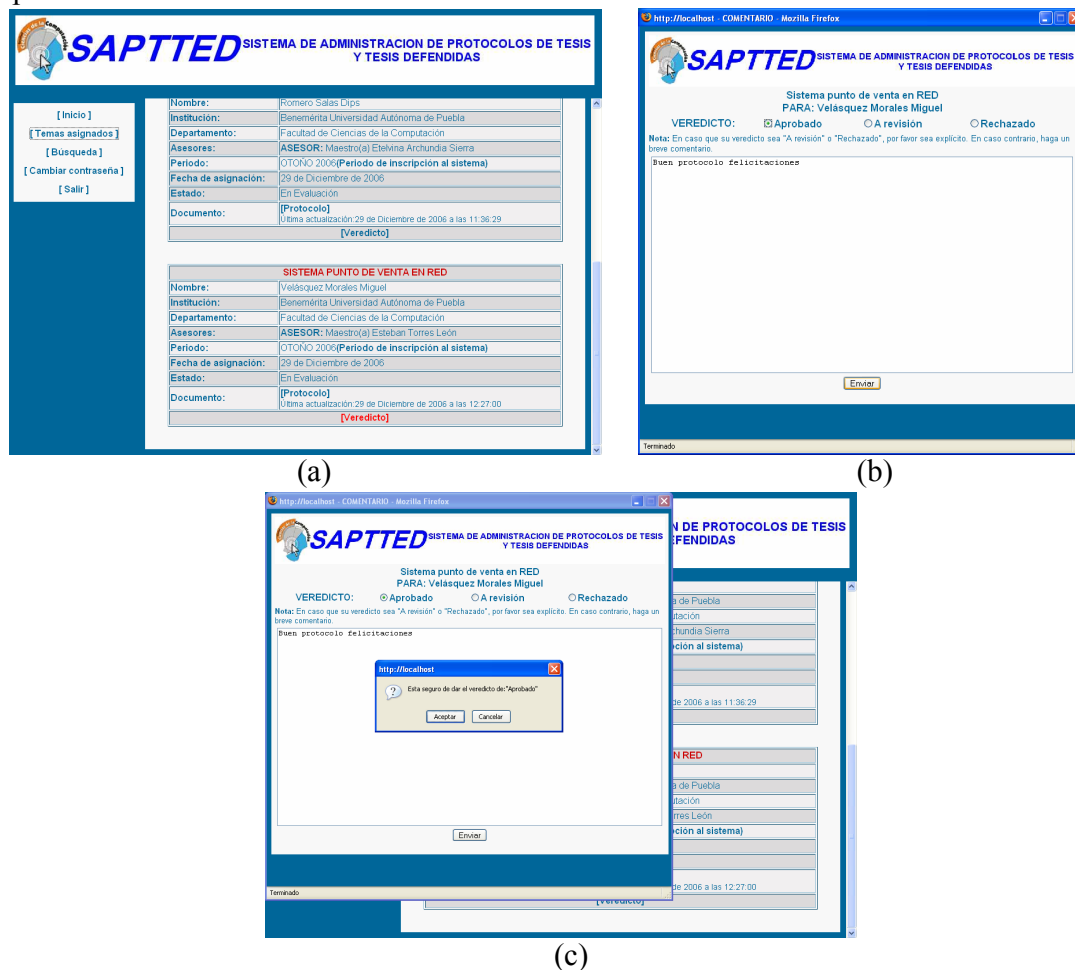 SAPTTED SISTEMA DE ADMINISTRACION DE PROTOCOLOS DE TESIS
Y TESIS DEFENDIDAS
[ Inicio ]
[ Temas asignados ]
[ Búsqueda ]
[ Cambiar contraseña ]
[ Salir ]
Nombre: Romero Salas Dips
Institución: Benemérita Universidad Autónoma de Puebla
Departamento: Facultad de Ciencias de la Computación
Asesores: ASESOR: Maestro(a) Etelvina Archundia Sierra
Periodo: OTOÑO 2006(Periodo de inscripción al sistema)
Fecha de asignación: 29 de Diciembre de 2006
Estado: En Evaluación
Documento: [Protocolo]
Última actualización:29 de Diciembre de 2006 a las 11:36:29
[Veredicto]
SISTEMA PUNTO DE VENTA EN RED
Nombre: Velásquez Morales Miguel
Institución: Benemérita Universidad Autónoma de Puebla
Departamento: Facultad de Ciencias de la Computación
Asesores: ASESOR: Maestro(a) Esteban Torres León
Periodo: OTOÑO 2006(Periodo de inscripción al sistema)
Fecha de asignación: 29 de Diciembre de 2006
Estado: En Evaluación
Documento: [Protocolo]
Última actualización:29 de Diciembre de 2006 a las 12:27:00
[Veredicto]
(a)
http://localhost - COMENTARIO - Mozilla Firefox
SAPTTED SISTEMA DE ADMINISTRACION DE PROTOCOLOS DE TESIS
Y TESIS DEFENDIDAS
Sistema punto de venta en RED
PARA: Velásquez Morales Miguel
VEREDICTO: Aprobado A revisión Rechazado
Nota: En caso que su veredicto sea "A revisión" o "Rechazado", por favor sea explícito. En caso contrario, haga un
breve comentario.
Buen protocolo felicitaciones
Enviar
Terminado
(b)
http://localhost - COMENTARIO - Mozilla Firefox
SAPTTED SISTEMA DE ADMINISTRACION DE PROTOCOLOS DE TESIS
Y TESIS DEFENDIDAS
Sistema punto de venta en RED
PARA: Velásquez Morales Miguel
VEREDICTO: Aprobado A revisión Rechazado
Nota: En caso que su veredicto sea "A revisión" o "Rechazado", por favor sea explícito. En caso contrario, haga un
breve comentario.
Buen protocolo felicitaciones
http://localhost
Esta seguro de dar el veredicto de:"Aprobado"
Aceptar Cancelar
Enviar
Terminado
N DE PROTOCOLOS DE TESIS
EFENDIDAS
a de Puebla
utación
chundia Sierra
pción al sistema)
de 2006 a las 11:36:29
N RED
a de Puebla
utación
rres León
pción al sistema)
de 2006 a las 12:27:00
[Veredicto]
(c)